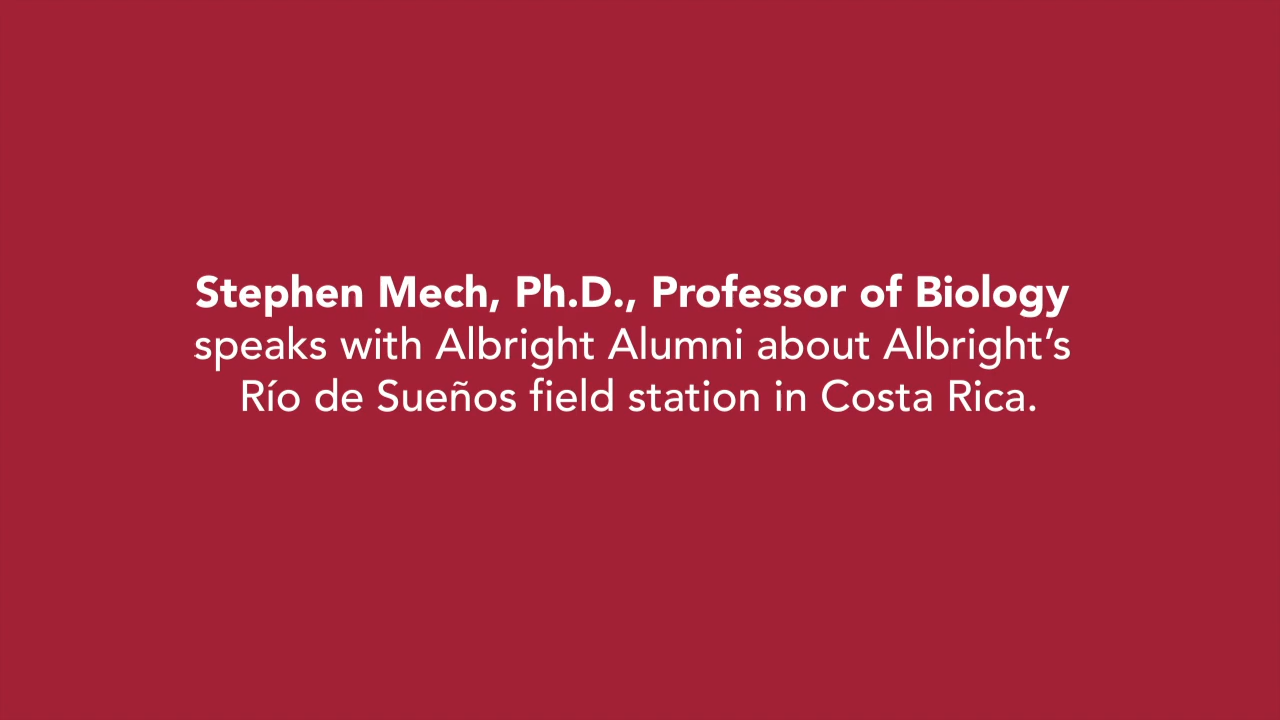 Stephen Mech, Ph.D., Professor of Biology
speaks with Albright Alumni about Albright’s
Río de Sueños field station in Costa Rica.